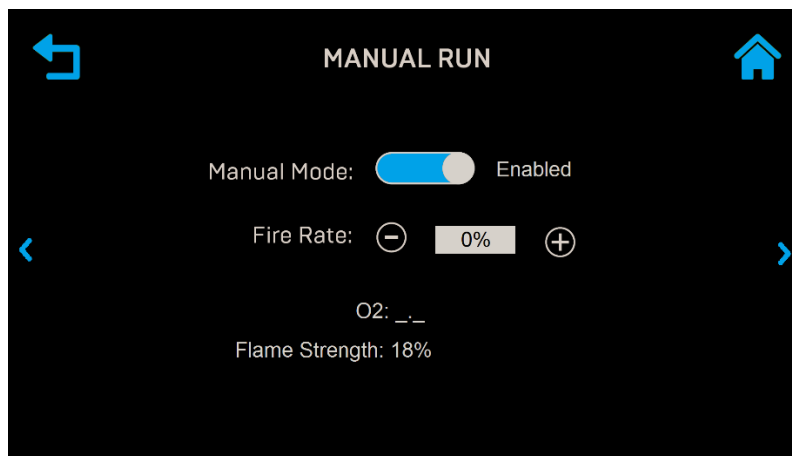 MANUAL RUN
Manual Mode: Enabled
Fire Rate: 0%
O2: _._
Flame Strength: 18%